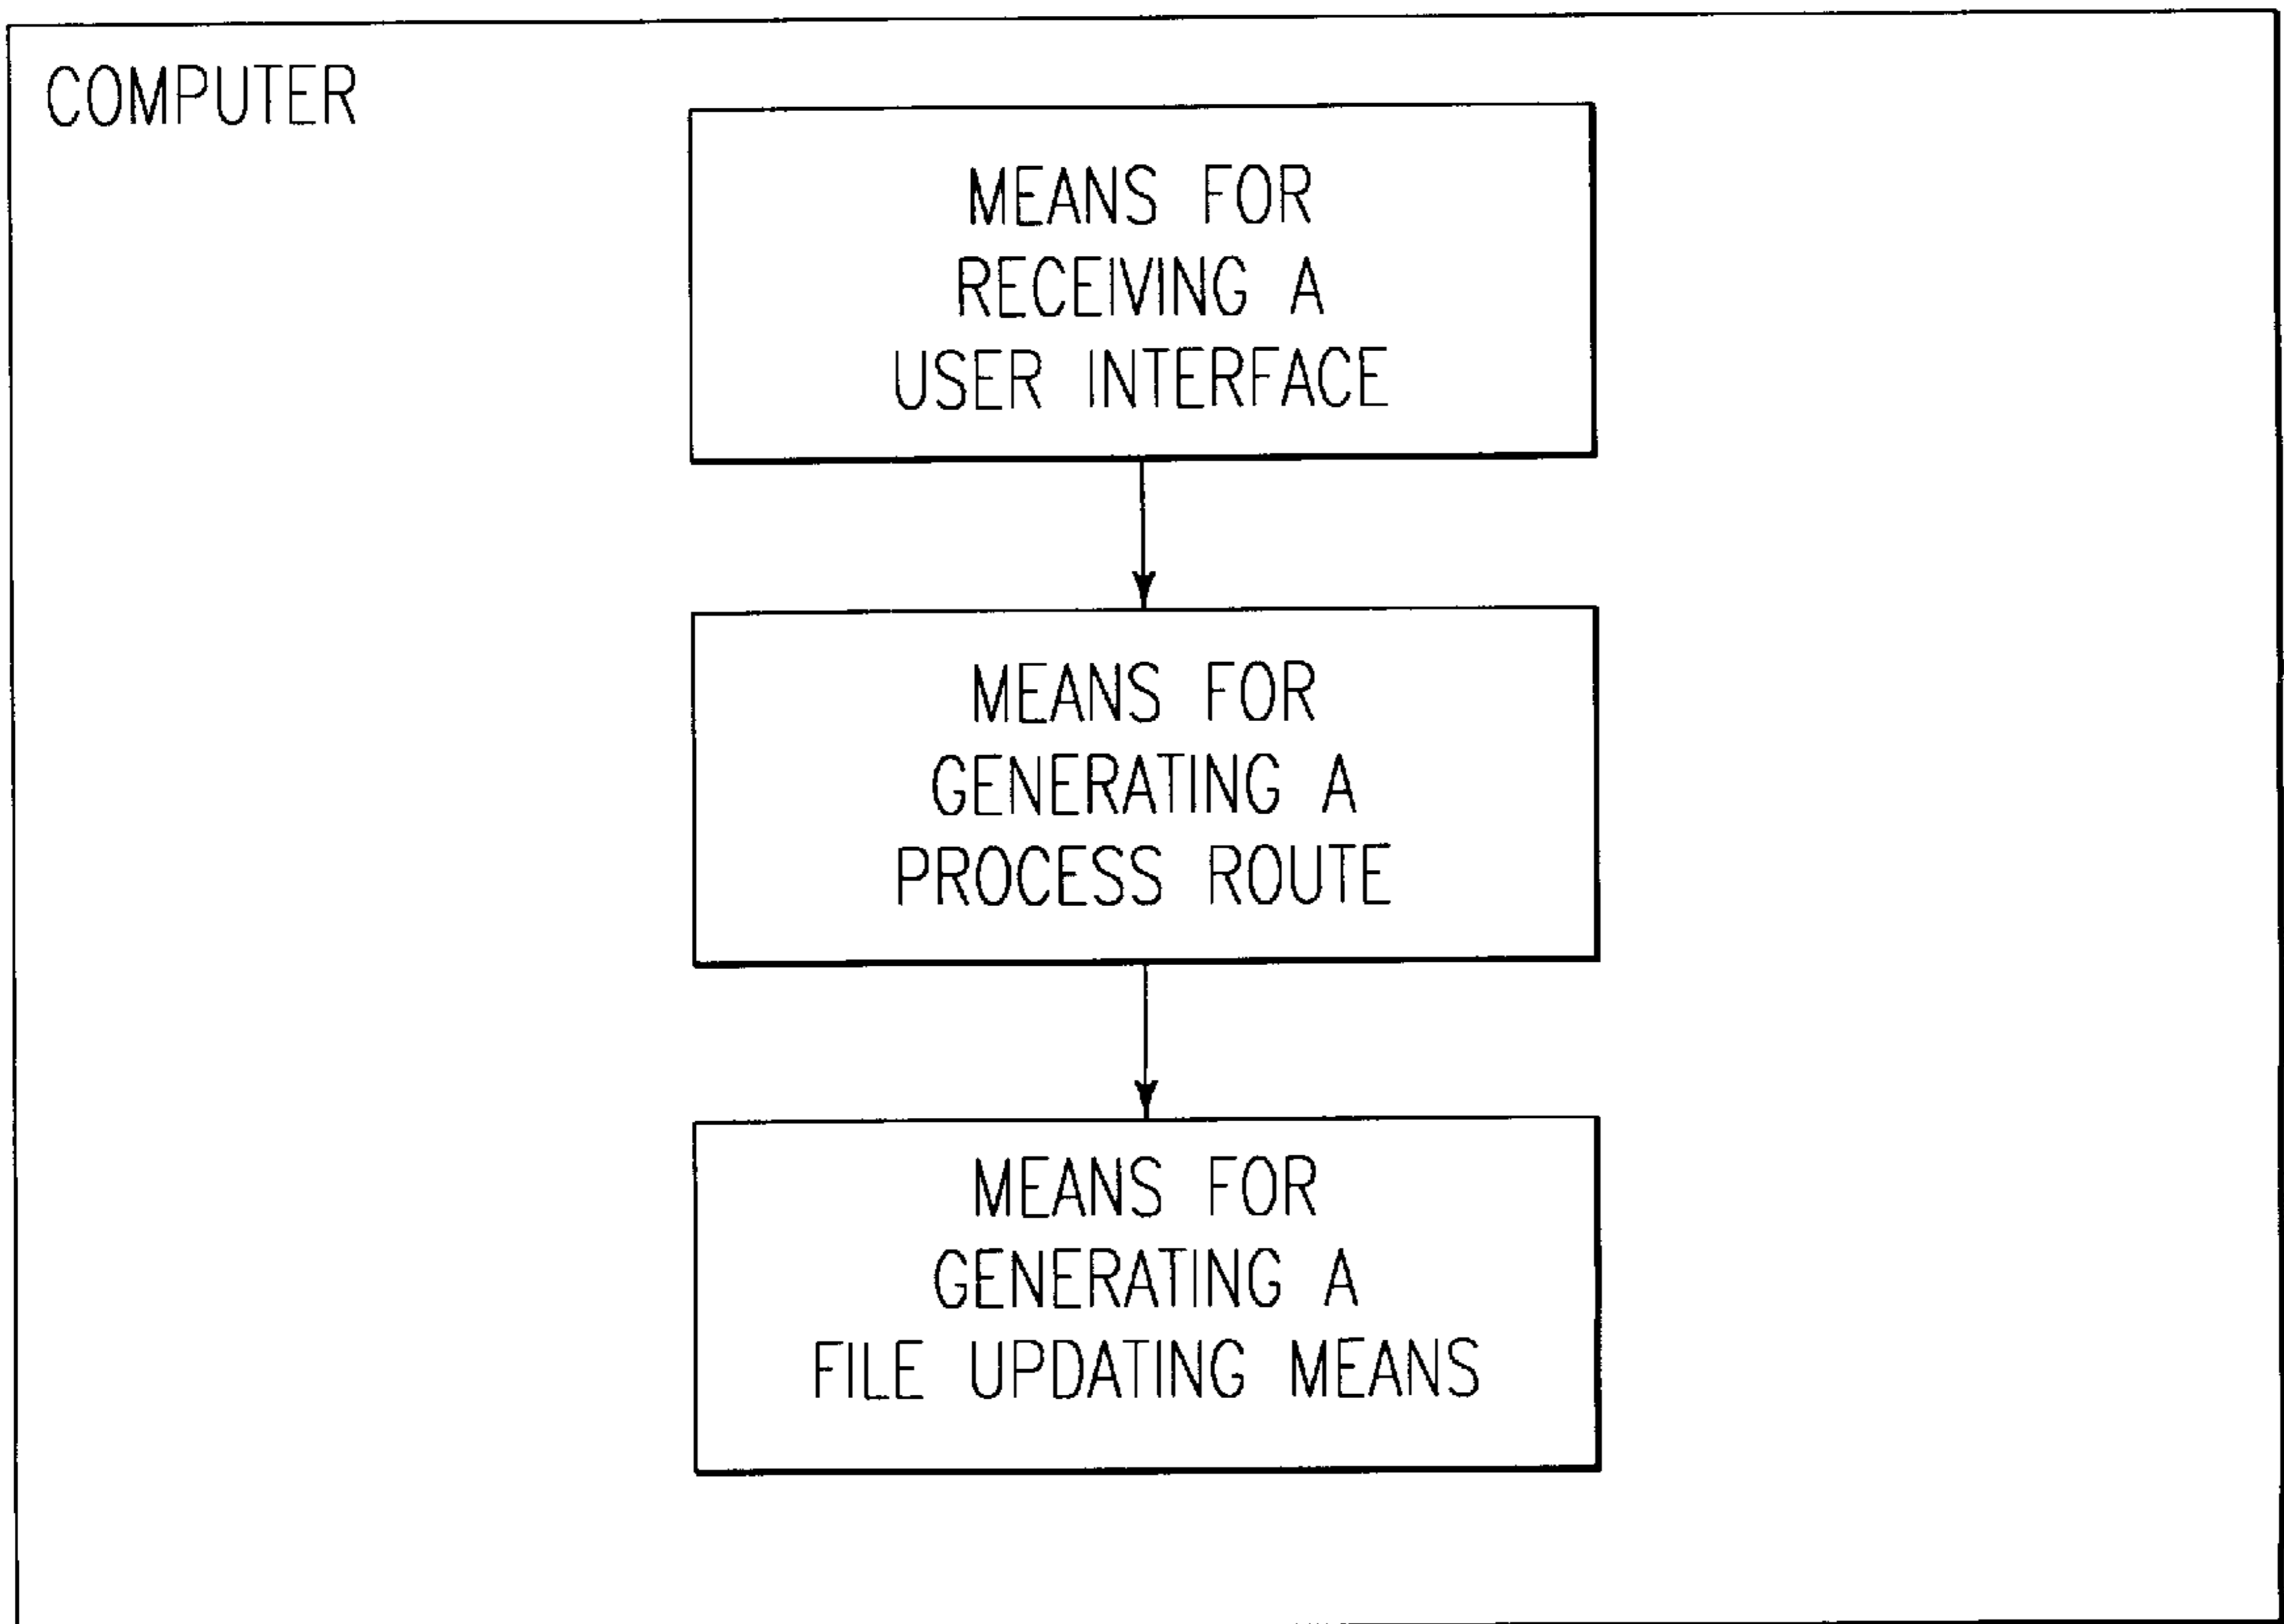 COMPUTER
MEANS FOR
RECEIVING A
USER INTERFACE
MEANS FOR
GENERATING A
PROCESS ROUTE
MEANS FOR
GENERATING A
FILE UPDATING MEANS